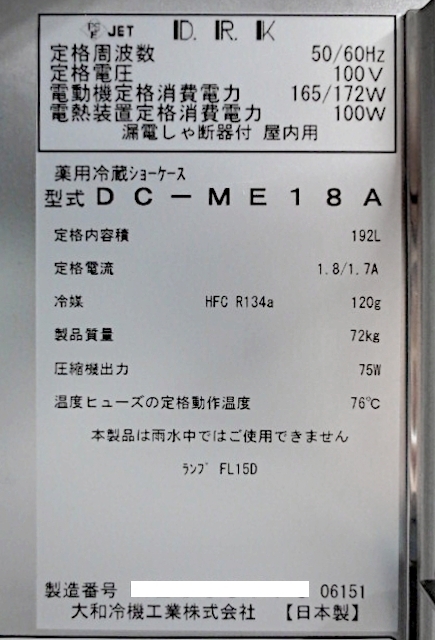 PS E JET D.R.K
定格周波数 50/60Hz
定格電圧 100V
電動機定格消費電力 165/172W
電熱装置定格消費電力 100W
漏電しゃ断器付 屋内用
薬用冷蔵ショーケース
型式 DC-ME18A
定格内容積 192L
定格電流 1.8/1.7A
冷媒 HFC R134a 120g
製品質量 72kg
圧縮機出力 75W
温度ヒューズの定格動作温度 76℃
本製品は雨水中ではご使用できません
ランプ FL15D
製造番号 06151
大和冷機工業株式会社 【日本製】